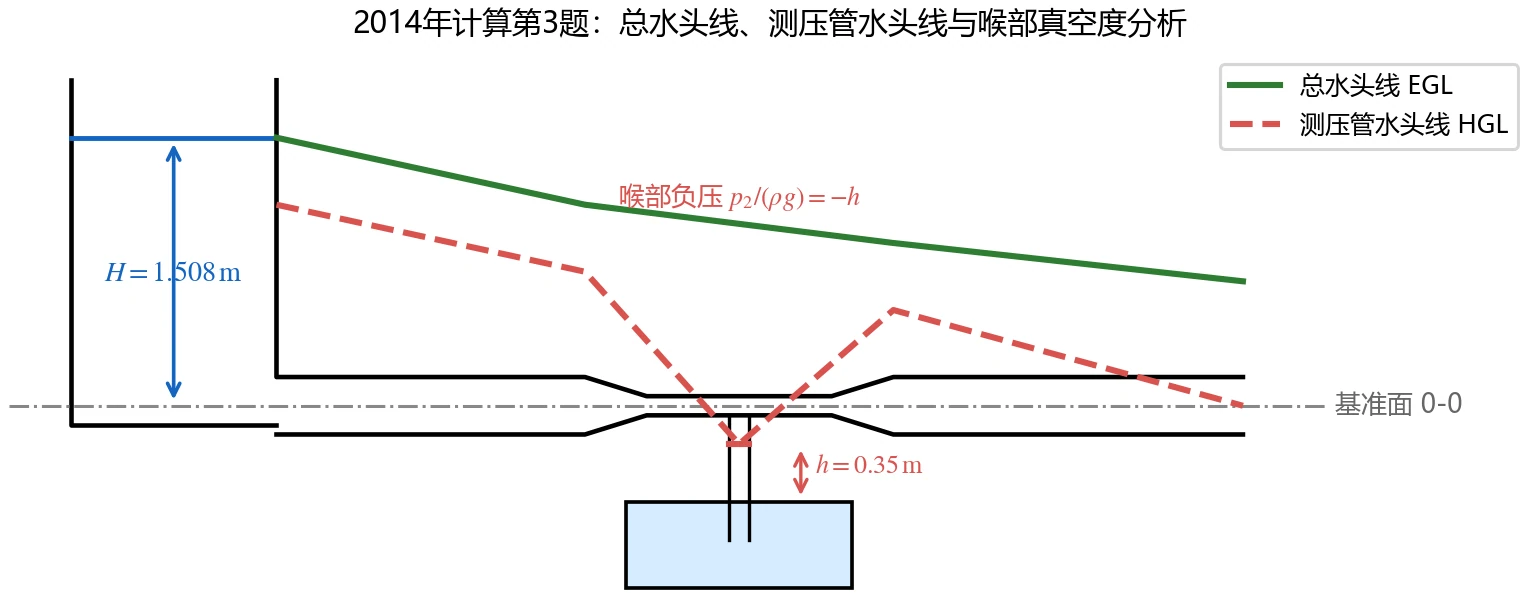 2014年计算第3题：总水头线、测压管水头线与喉部真空度分析
总水头线 EGL
测压管水头线 HGL
喉部负压 p₂/(ρg) = −h
H = 1.508 m
基准面 0-0
h = 0.35 m